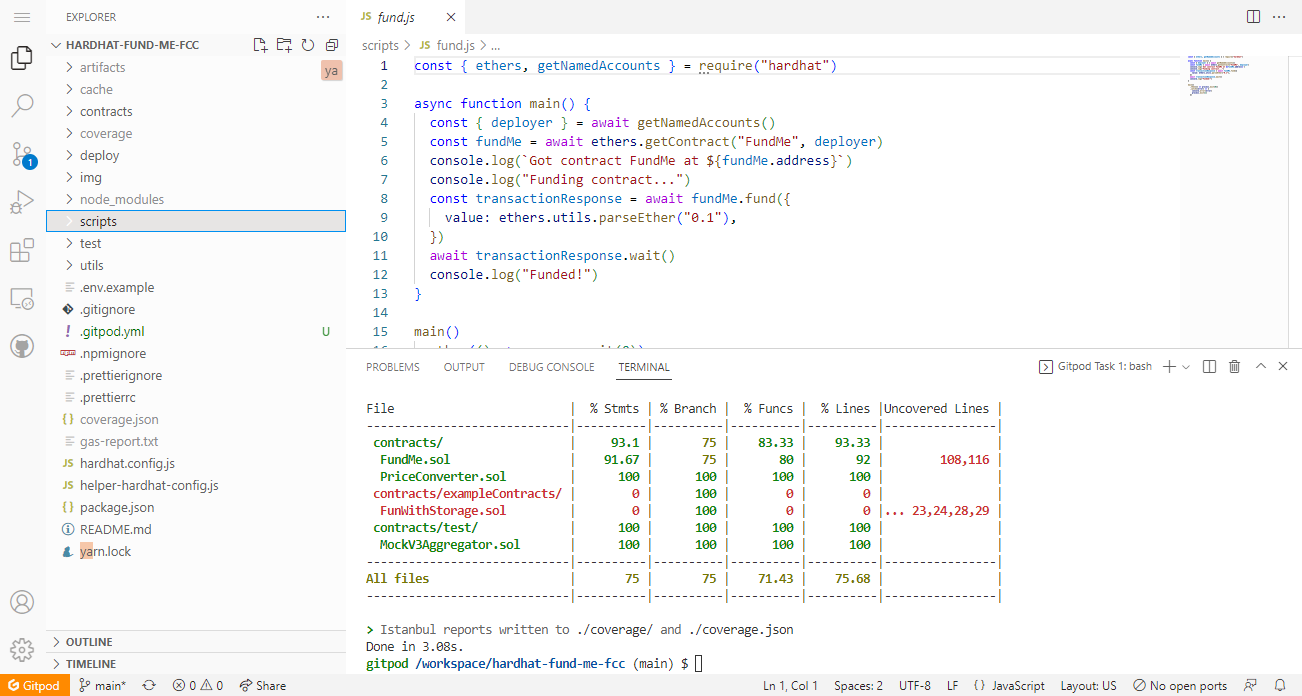 EXPLORER
HARDHAT-FUND-ME-FCC
artifacts
ya
cache
contracts
coverage
deploy
img
node_modules
scripts
test
utils
.env.example
.gitignore
! .gitpod.yml U
.npmignore
.prettierignore
.prettierrc
{} coverage.json
gas-report.txt
JS hardhat.config.js
JS helper-hardhat-config.js
{} package.json
README.md
yarn.lock
OUTLINE
TIMELINE
1
JS fund.js
scripts > JS fund.js > ...
1 const { ethers, getNamedAccounts } = require("hardhat")
2
3 async function main() {
4 const { deployer } = await getNamedAccounts()
5 const fundMe = await ethers.getContract("FundMe", deployer)
6 console.log(`Got contract FundMe at ${fundMe.address}`)
7 console.log("Funding contract...")
8 const transactionResponse = await fundMe.fund({
9 value: ethers.utils.parseEther("0.1"),
10 })
11 await transactionResponse.wait()
12 console.log("Funded!")
13 }
14
15 main()
PROBLEMS OUTPUT DEBUG CONSOLE TERMINAL
Gitpod Task 1: bash
File | % Stmts | % Branch | % Funcs | % Lines |Uncovered Lines |
--------------------------|----------|----------|----------|----------|----------------|
contracts/ | 93.1 | 75 | 83.33 | 93.33 | |
FundMe.sol | 91.67 | 75 | 80 | 92 | 108,116 |
PriceConverter.sol | 100 | 100 | 100 | 100 | |
contracts/exampleContracts/ | 0 | 100 | 0 | 0 | |
FunWithStorage.sol | 0 | 100 | 0 | 0 |... 23,24,28,29 |
contracts/test/ | 100 | 100 | 100 | 100 | |
MockV3Aggregator.sol | 100 | 100 | 100 | 100 | |
--------------------------|----------|----------|----------|----------|----------------|
All files | 75 | 75 | 71.43 | 75.68 | |
--------------------------|----------|----------|----------|----------|----------------|
> Istanbul reports written to ./coverage/ and ./coverage.json
Done in 3.08s.
gitpod /workspace/hardhat-fund-me-fcc (main) $
Gitpod main* 0 0 Share Ln 1, Col 1 Spaces: 2 UTF-8 LF {} JavaScript Layout: US No open ports